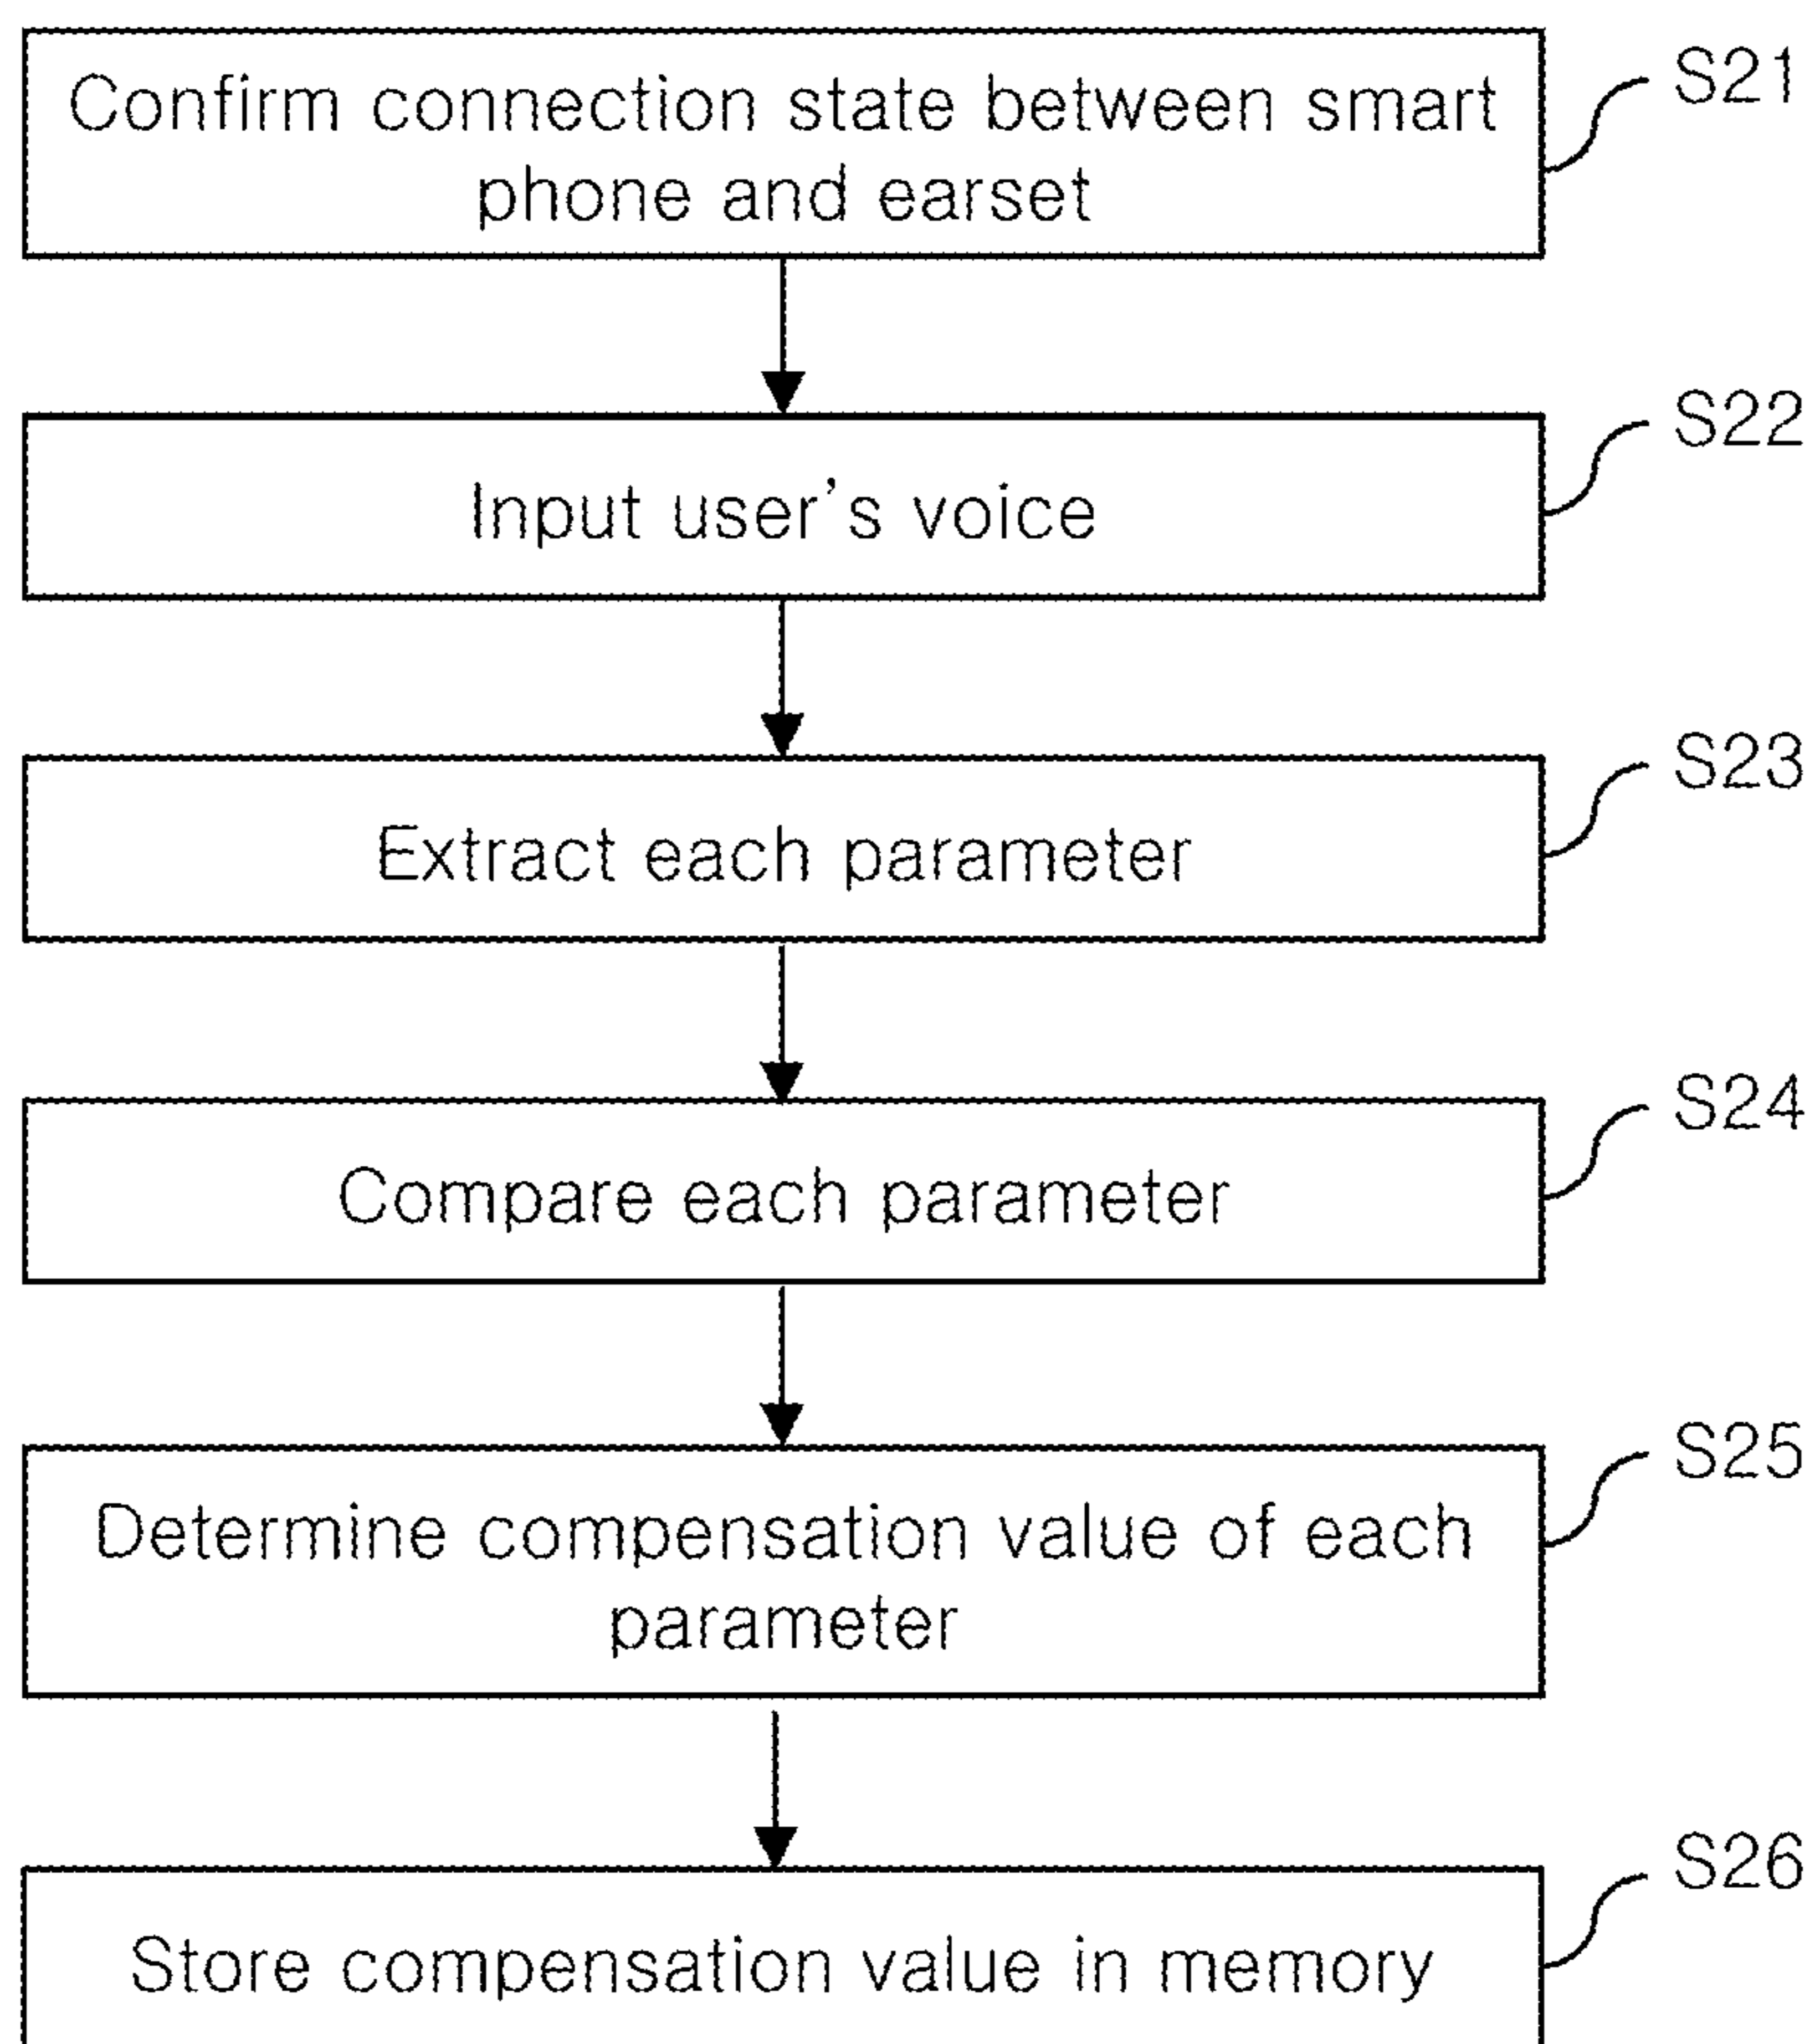 Confirm connection state between smart
phone and earset
S21
Input user's voice
S22
Extract each parameter
S23
Compare each parameter
S24
Determine compensation value of each
parameter
S25
Store compensation value in memory
S26